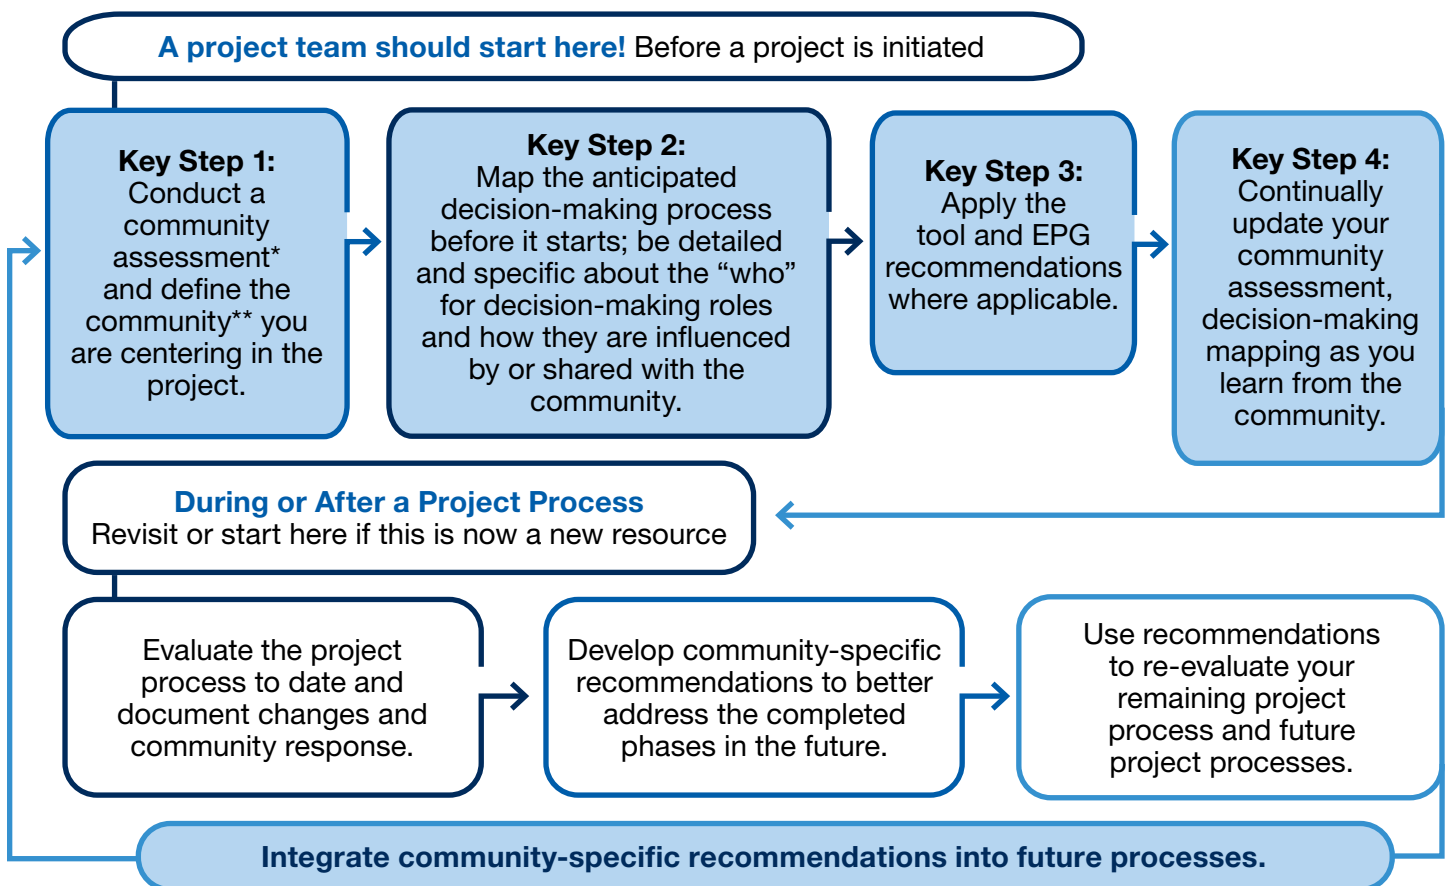 A project team should start here! Before a project is initiated
Key Step 1:
Conduct a
community
assessment*
and define the
community** you
are centering in the
project.
Key Step 2:
Map the anticipated
decision-making process
before it starts; be detailed
and specific about the “who”
for decision-making roles
and how they are influenced
by or shared with the
community.
Key Step 3:
Apply the
tool and EPG
recommendations
where applicable.
Key Step 4:
Continually
update your
community
assessment,
decision-making
mapping as you
learn from the
community.
During or After a Project Process
Revisit or start here if this is now a new resource
Evaluate the project
process to date and
document changes and
community response.
Develop community-specific
recommendations to better
address the completed
phases in the future.
Use recommendations
to re-evaluate your
remaining project
process and future
project processes.
Integrate community-specific recommendations into future processes.